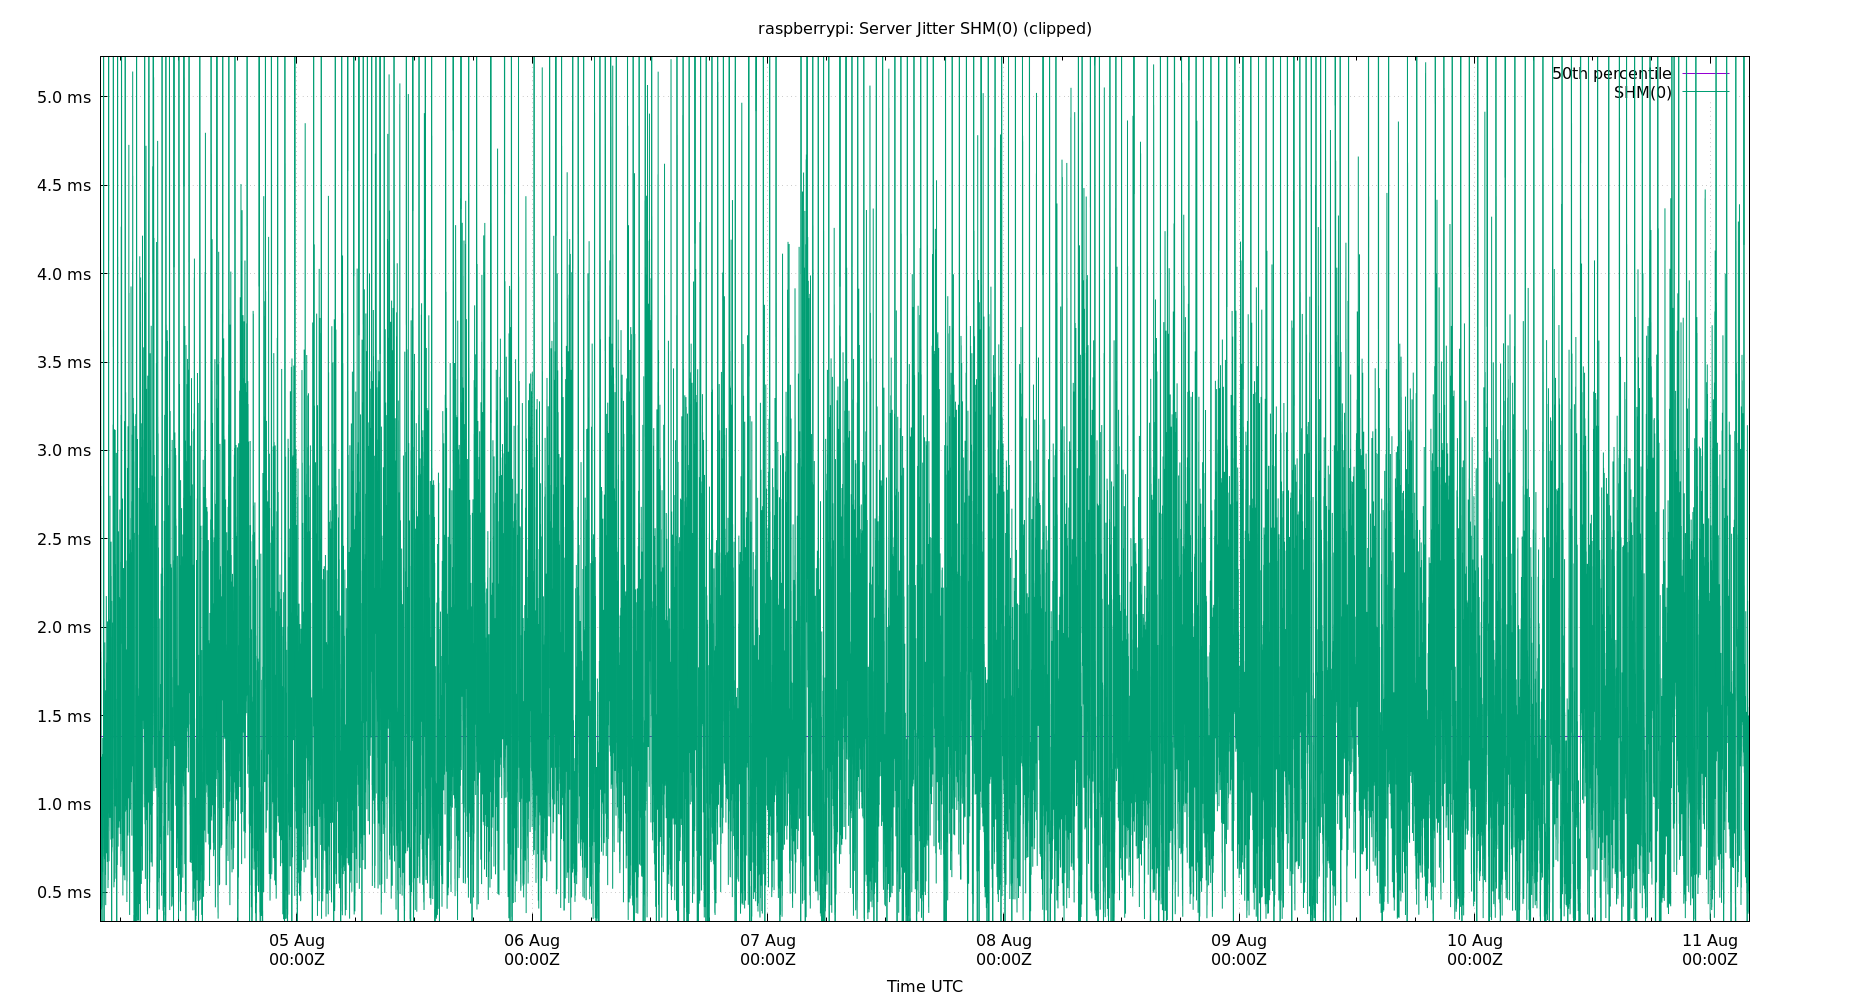 raspberrypi: Server Jitter SHM(0) (clipped)
50th percentile
SHM(0)
5.0 ms
4.5 ms
4.0 ms
3.5 ms
3.0 ms
2.5 ms
2.0 ms
1.5 ms
1.0 ms
0.5 ms
05 Aug 06 Aug 07 Aug 08 Aug 09 Aug 10 Aug 11 Aug
00:00Z 00:00Z 00:00Z 00:00Z 00:00Z 00:00Z 00:00Z
Time UTC